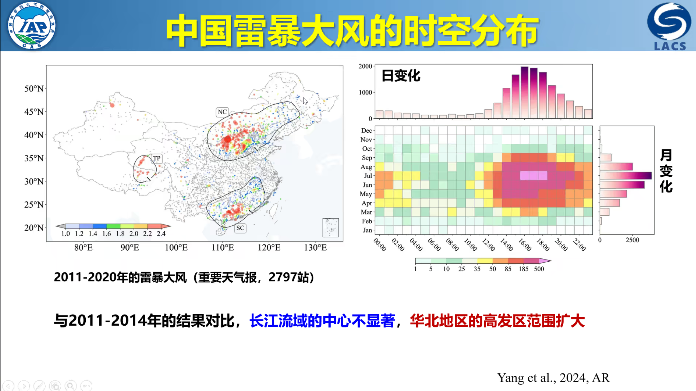 中国雷暴大风的时空分布
IAP
LACS
日变化
2000
1000
0
50°N
45°N
40°N
35°N
30°N
25°N
20°N
NC
TP
SC
1.0 1.2 1.4 1.6 1.8 2.0 2.2 2.4
80°E 90°E 100°E 110°E 120°E 130°E
Dec
Nov
Oct
Sep
Aug
Jul
Jun
May
Apr
Mar
Feb
Jan
00:00 02:00 04:00 06:00 08:00 10:00 12:00 14:00 16:00 18:00 20:00 22:00
1 5 10 25 35 50 85 185 500
月变化
0 2500
2011-2020年的雷暴大风（重要天气报，2797站）
与2011-2014年的结果对比，长江流域的中心不显著，华北地区的高发区范围扩大
Yang et al., 2024, AR